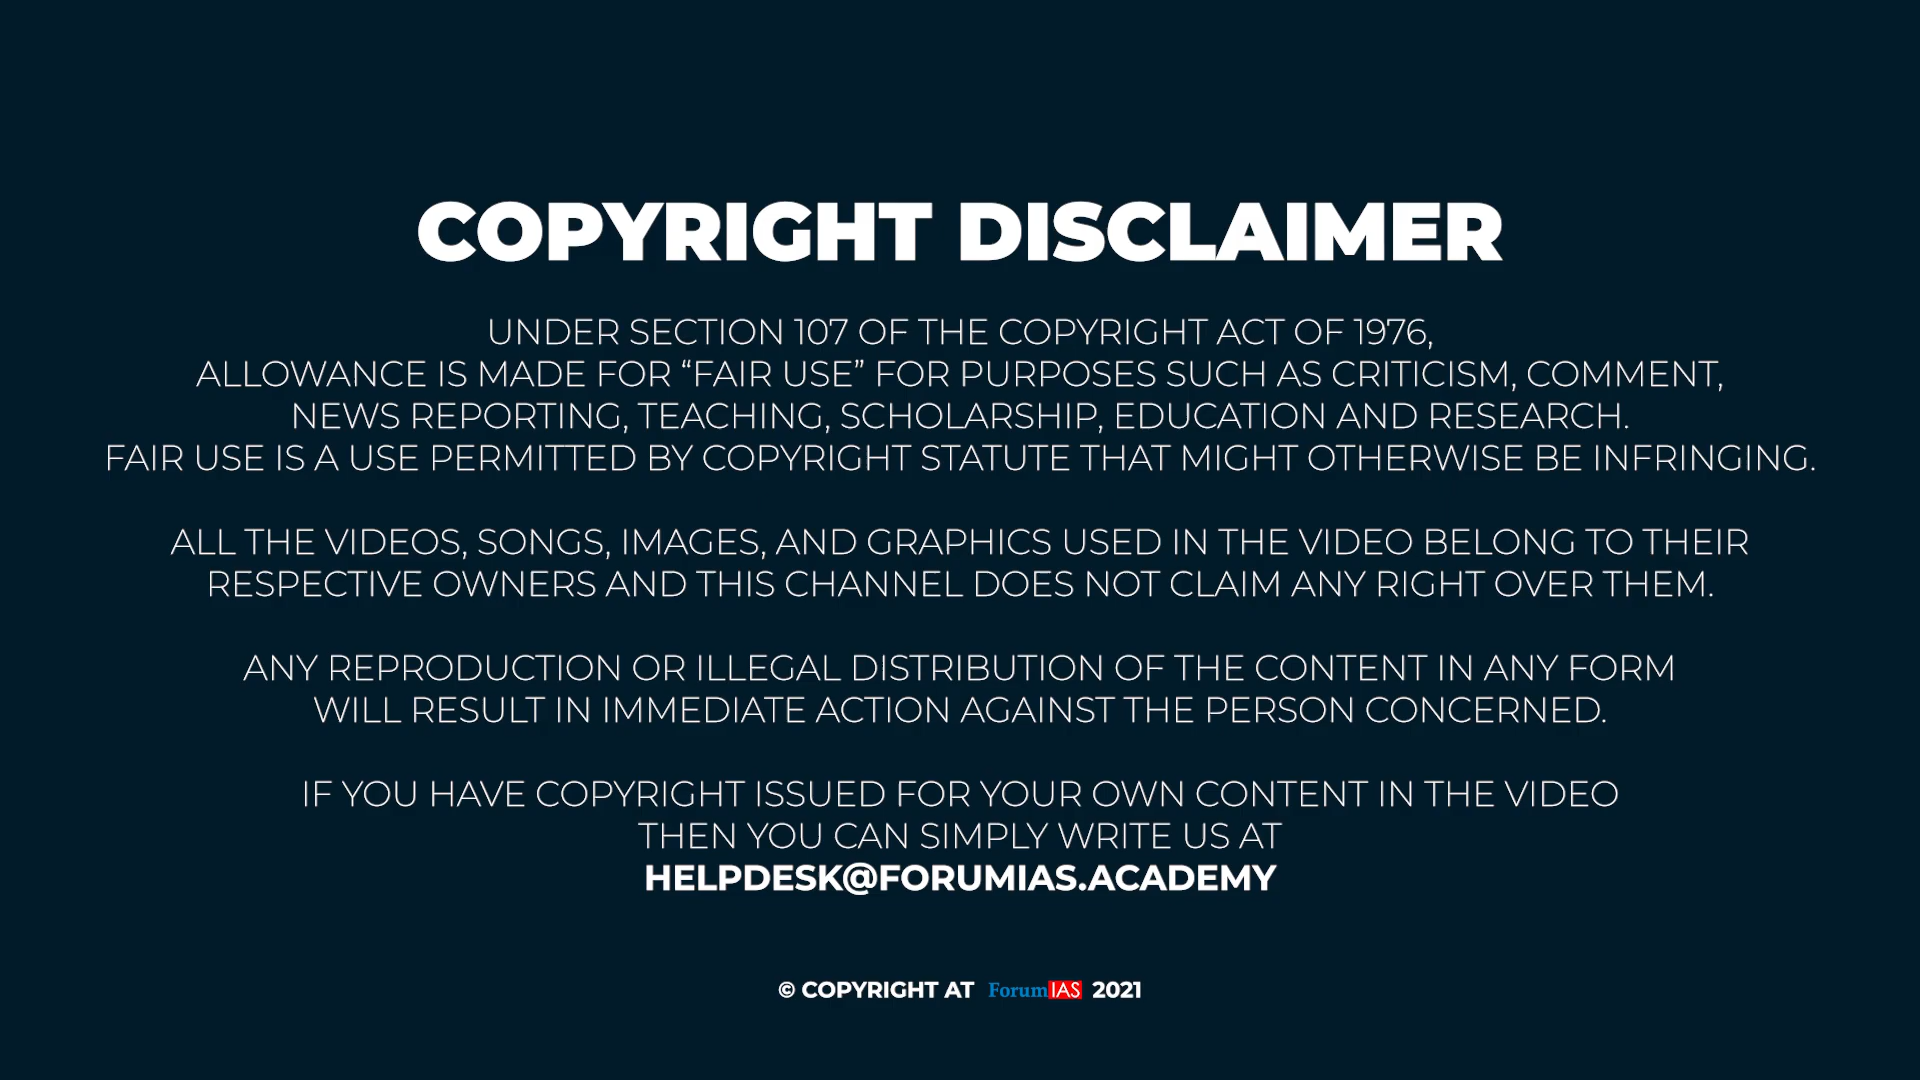 COPYRIGHT DISCLAIMER
UNDER SECTION 107 OF THE COPYRIGHT ACT OF 1976,
ALLOWANCE IS MADE FOR “FAIR USE” FOR PURPOSES SUCH AS CRITICISM, COMMENT,
NEWS REPORTING, TEACHING, SCHOLARSHIP, EDUCATION AND RESEARCH.
FAIR USE IS A USE PERMITTED BY COPYRIGHT STATUTE THAT MIGHT OTHERWISE BE INFRINGING.
ALL THE VIDEOS, SONGS, IMAGES, AND GRAPHICS USED IN THE VIDEO BELONG TO THEIR
RESPECTIVE OWNERS AND THIS CHANNEL DOES NOT CLAIM ANY RIGHT OVER THEM.
ANY REPRODUCTION OR ILLEGAL DISTRIBUTION OF THE CONTENT IN ANY FORM
WILL RESULT IN IMMEDIATE ACTION AGAINST THE PERSON CONCERNED.
IF YOU HAVE COPYRIGHT ISSUED FOR YOUR OWN CONTENT IN THE VIDEO
THEN YOU CAN SIMPLY WRITE US AT
HELPDESK@FORUMIAS.ACADEMY
© COPYRIGHT AT ForumIAS 2021